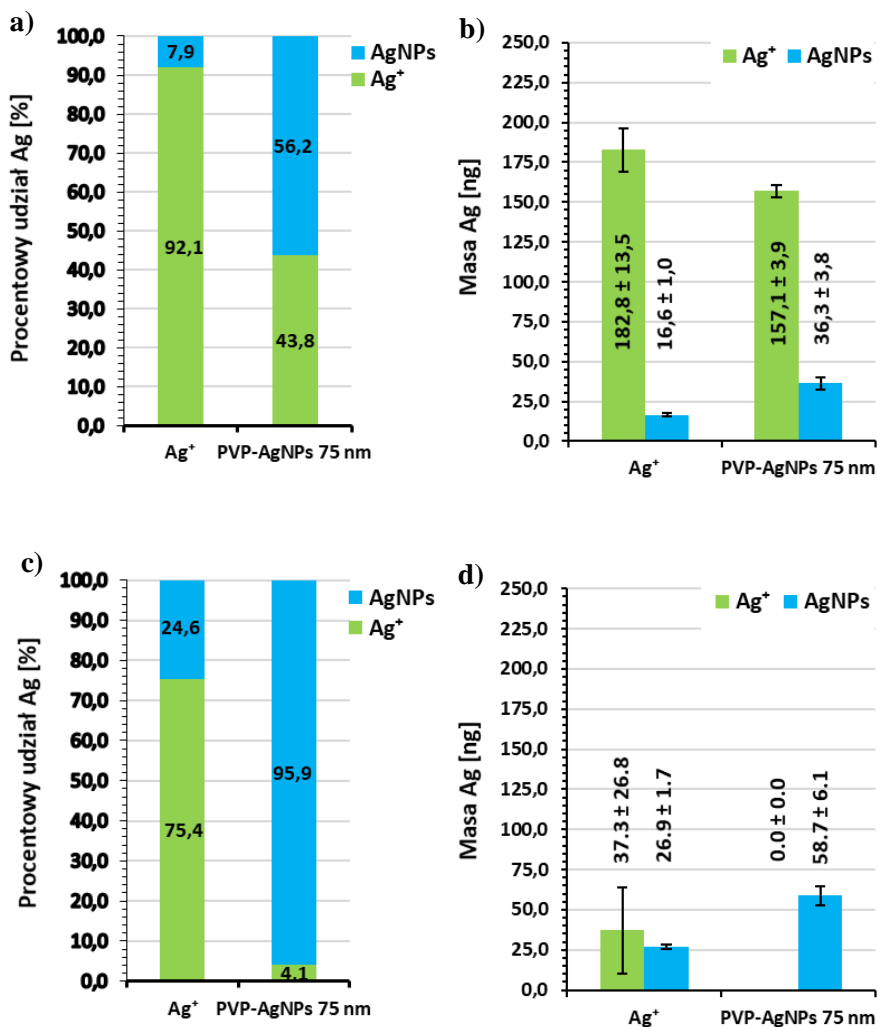 a)
Procentowy udział Ag [%]
100,0
90,0
80,0
70,0
60,0
50,0
40,0
30,0
20,0
10,0
0,0
7,9
92,1
56,2
43,8
Ag⁺
PVP-AgNPs 75 nm
AgNPs
Ag⁺
b)
Masa Ag [ng]
250,0
225,0
200,0
175,0
150,0
125,0
100,0
75,0
50,0
25,0
0,0
Ag⁺ AgNPs
182,8 ± 13,5
16,6 ± 1,0
157,1 ± 3,9
36,3 ± 3,8
Ag⁺
PVP-AgNPs 75 nm
c)
Procentowy udział Ag [%]
100,0
90,0
80,0
70,0
60,0
50,0
40,0
30,0
20,0
10,0
0,0
24,6
75,4
95,9
4,1
Ag⁺
PVP-AgNPs 75 nm
AgNPs
Ag⁺
d)
Masa Ag [ng]
250,0
225,0
200,0
175,0
150,0
125,0
100,0
75,0
50,0
25,0
0,0
Ag⁺ AgNPs
37.3 ± 26.8
26.9 ± 1.7
0.0 ± 0.0
58.7 ± 6.1
Ag⁺
PVP-AgNPs 75 nm